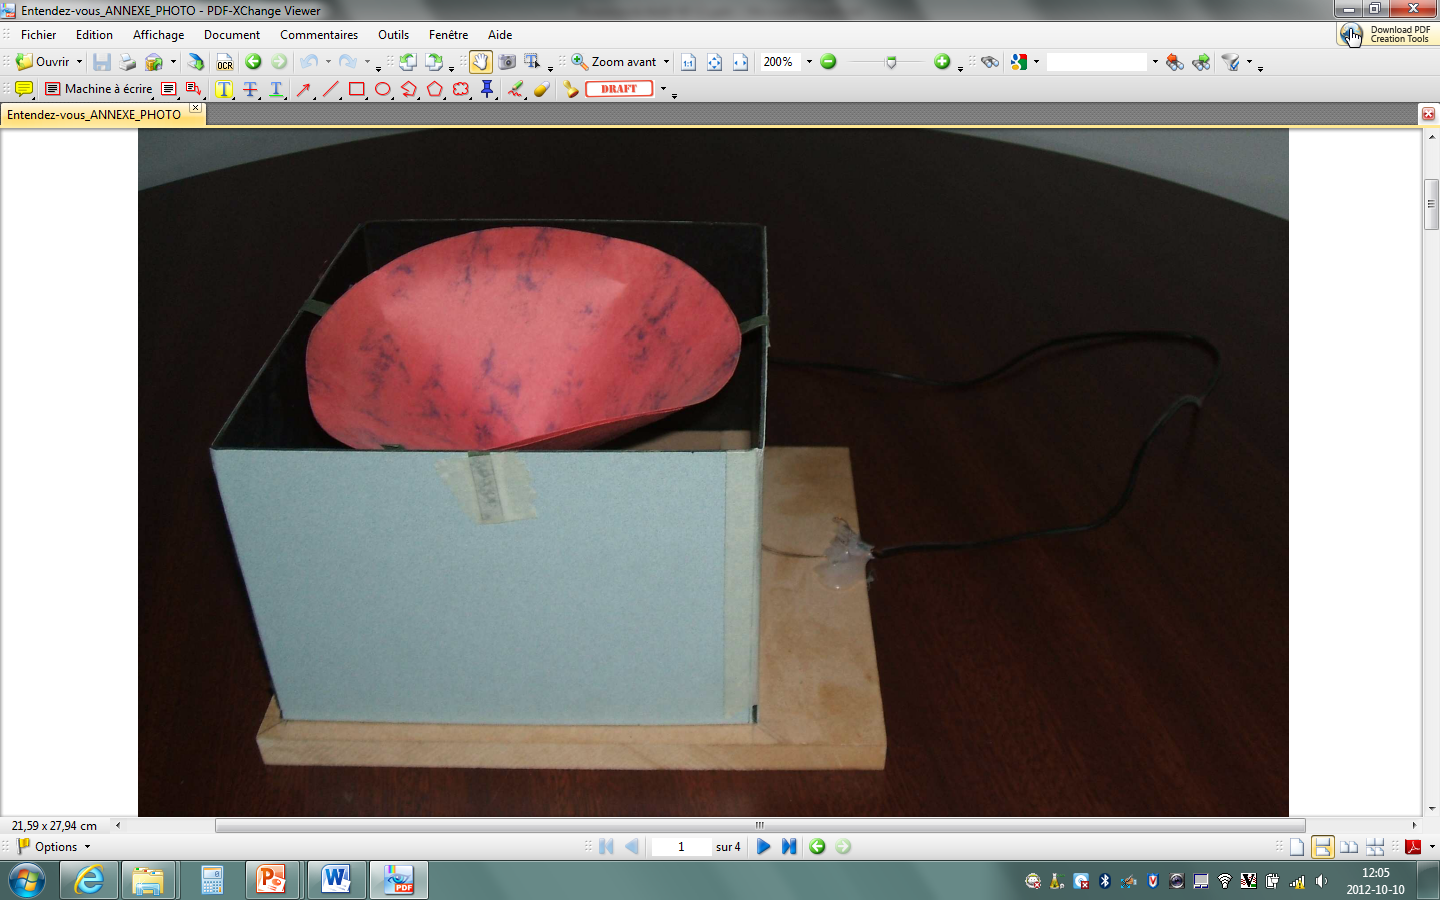 Entendez-vous_ANNEXE_PHOTO - PDF-XChange Viewer
Fichier Edition Affichage Document Commentaires Outils Fenêtre Aide
Download PDF
Creation Tools
Ouvrir OCR Zoom avant 1:1 200%
Machine à écrire T T T DRAFT
Entendez-vous_ANNEXE_PHOTO
21,59 x 27,94 cm
Options 1 sur 4
12:05
2012-10-10